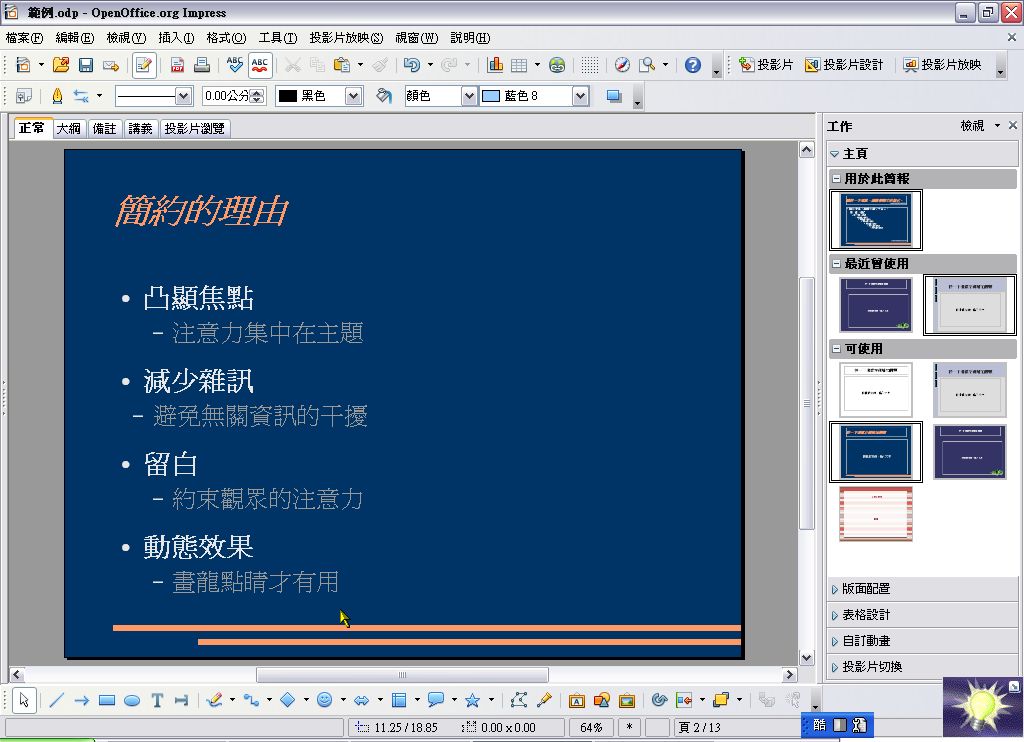 範例.odp - OpenOffice.org Impress
檔案(F) 編輯(E) 檢視(V) 插入(I) 格式(O) 工具(T) 投影片放映(S) 視窗(W) 說明(H)
ABC ABC 投影片 投影片設計 投影片放映
0.00公分 黑色 顏色 藍色 8
正常 大綱 備註 講義 投影片瀏覽
工作 檢視
主頁
用於此簡報
最近曾使用
可使用
版面配置
表格設計
自訂動畫
投影片切換
簡約的理由
• 凸顯焦點
– 注意力集中在主題
• 減少雜訊
– 避免無關資訊的干擾
• 留白
– 約束觀眾的注意力
• 動態效果
– 畫龍點睛才有用
11.25 / 18.85 0.00 x 0.00 64% * 頁 2 / 13
酷